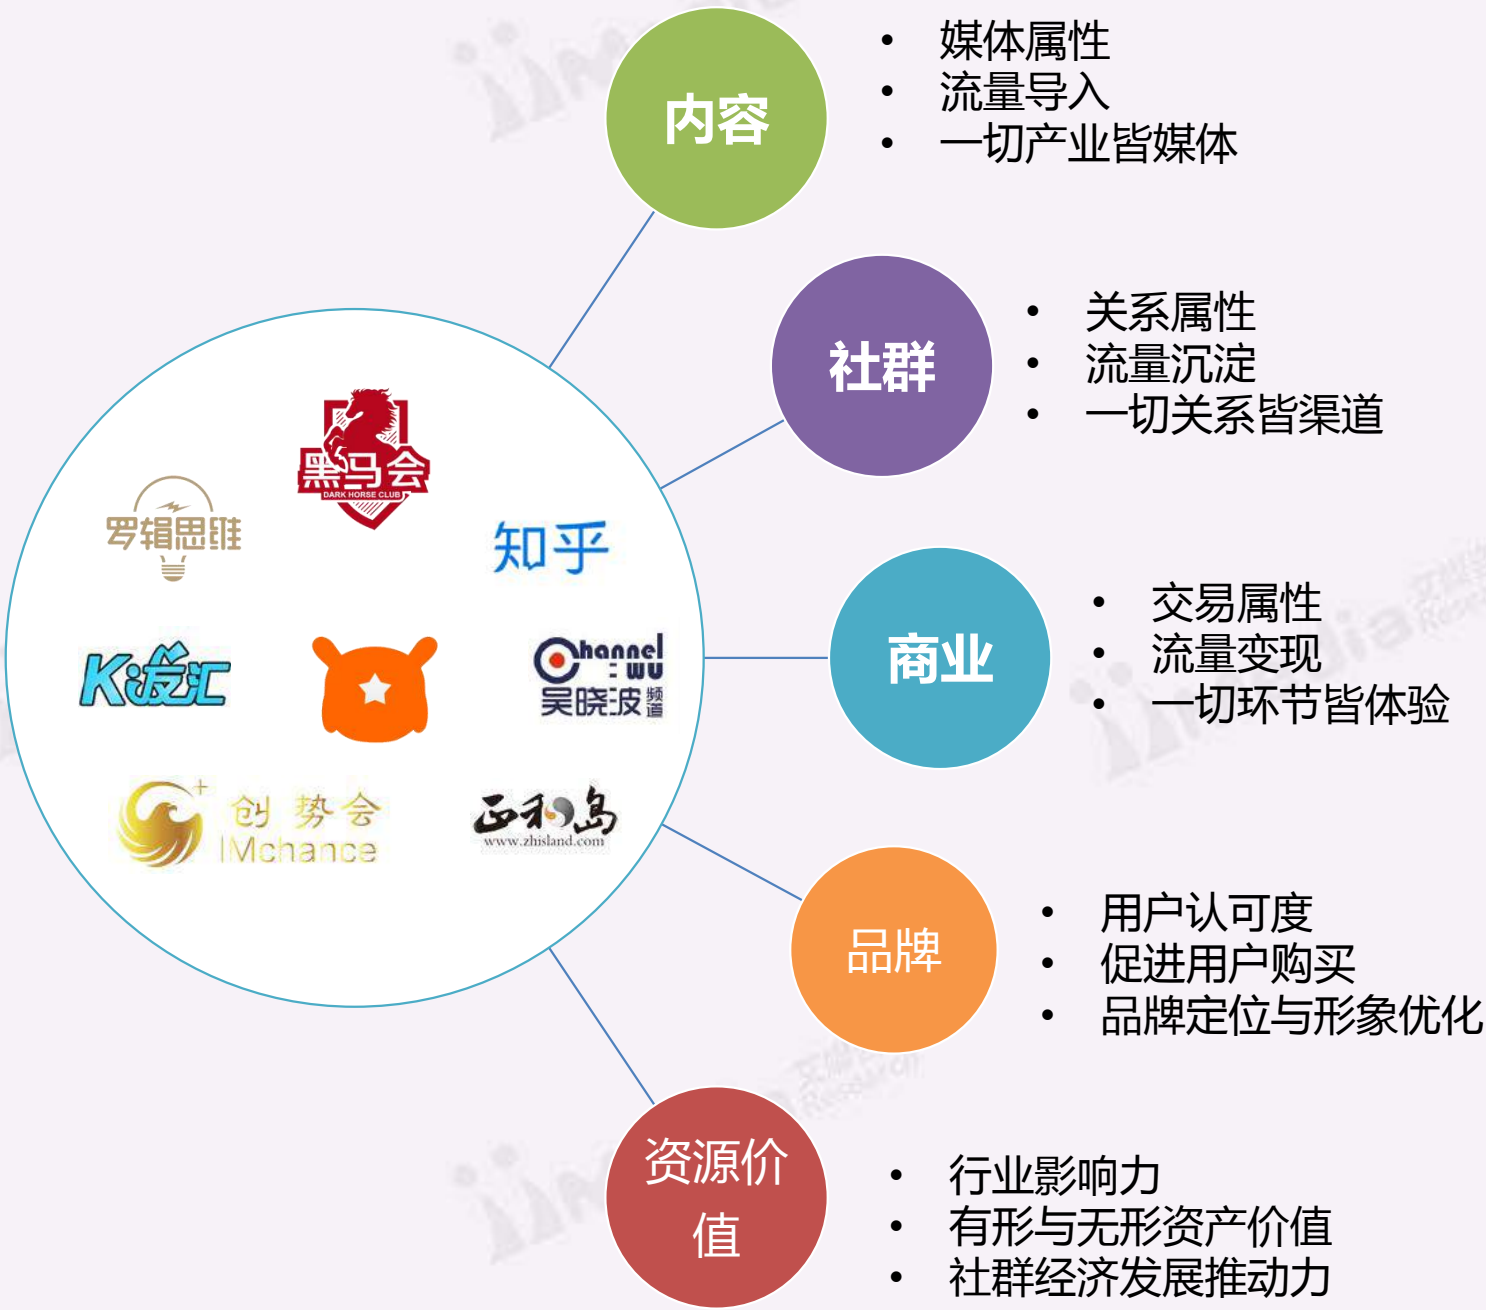 内容
• 媒体属性
• 流量导入
• 一切产业皆媒体
社群
• 关系属性
• 流量沉淀
• 一切关系皆渠道
商业
• 交易属性
• 流量变现
• 一切环节皆体验
品牌
• 用户认可度
• 促进用户购买
• 品牌定位与形象优化
资源价
值
• 行业影响力
• 有形与无形资产价值
• 社群经济发展推动力
黑马会
DARK HORSE CLUB
罗辑思维
知乎
K友汇
Channel
:wu
吴晓波频道
创势会
IMchance
正和岛
www.zhisland.com
iiMedia
Research